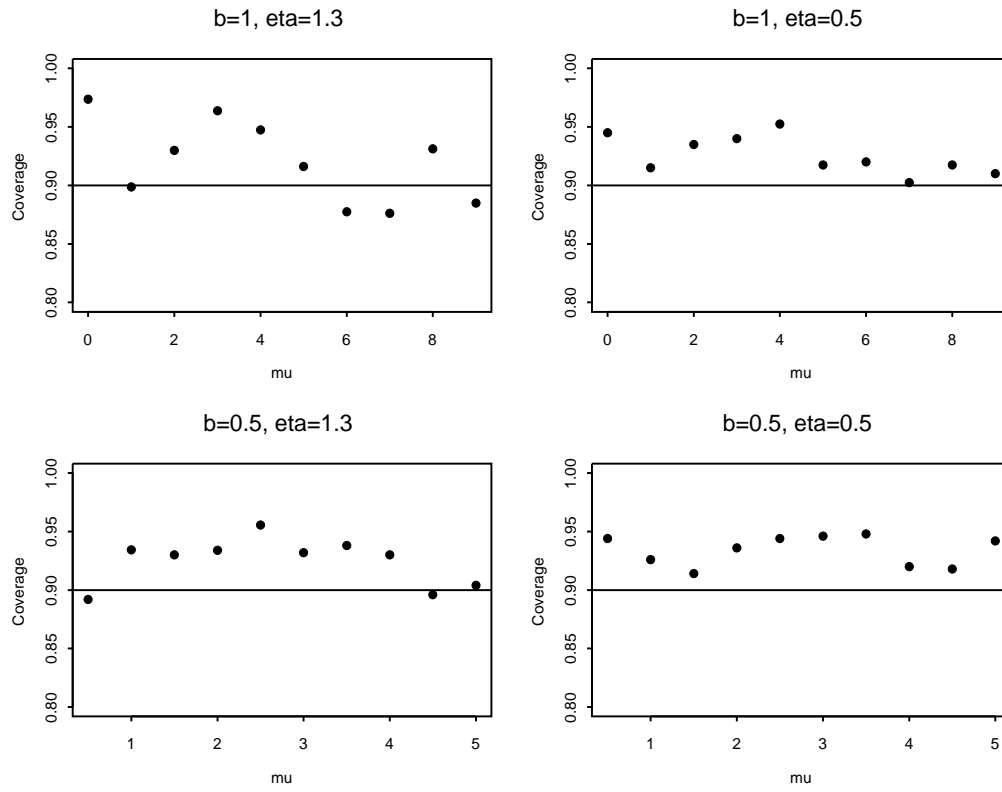 b=1, eta=1.3
Coverage
1.00
0.95
0.90
0.85
0.80
0 2 4 6 8
mu
b=1, eta=0.5
Coverage
1.00
0.95
0.90
0.85
0.80
0 2 4 6 8
mu
b=0.5, eta=1.3
Coverage
1.00
0.95
0.90
0.85
0.80
1 2 3 4 5
mu
b=0.5, eta=0.5
Coverage
1.00
0.95
0.90
0.85
0.80
1 2 3 4 5
mu